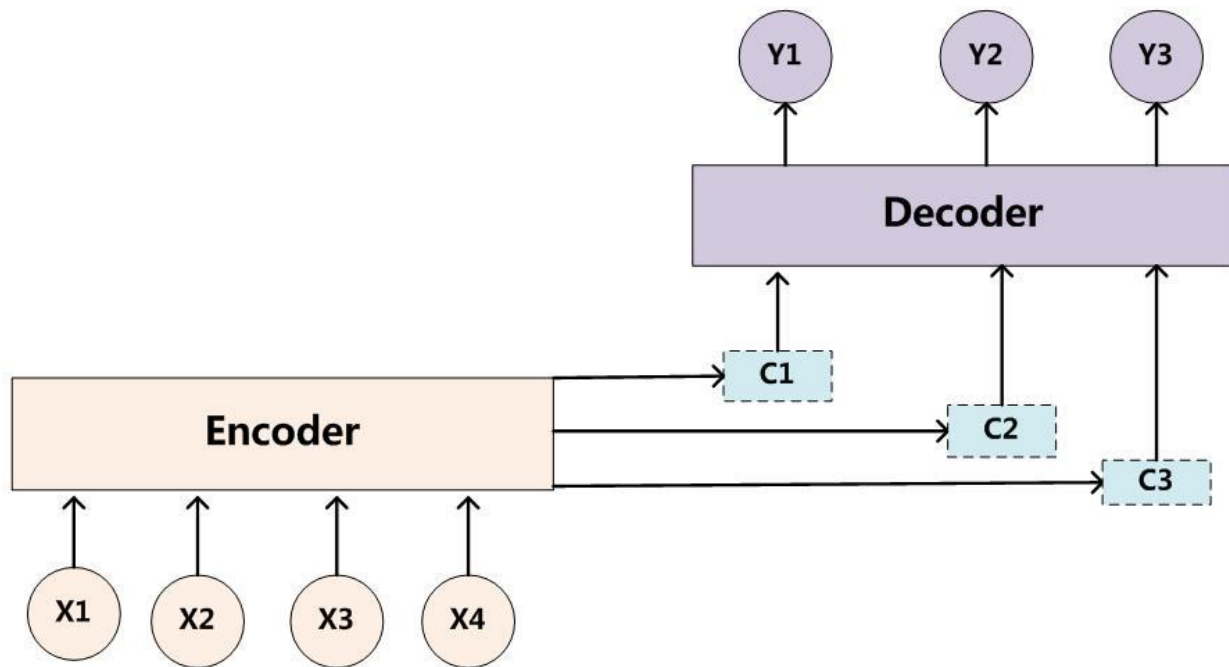 Y1 Y2 Y3
Decoder
C1
Encoder
C2
C3
X1 X2 X3 X4